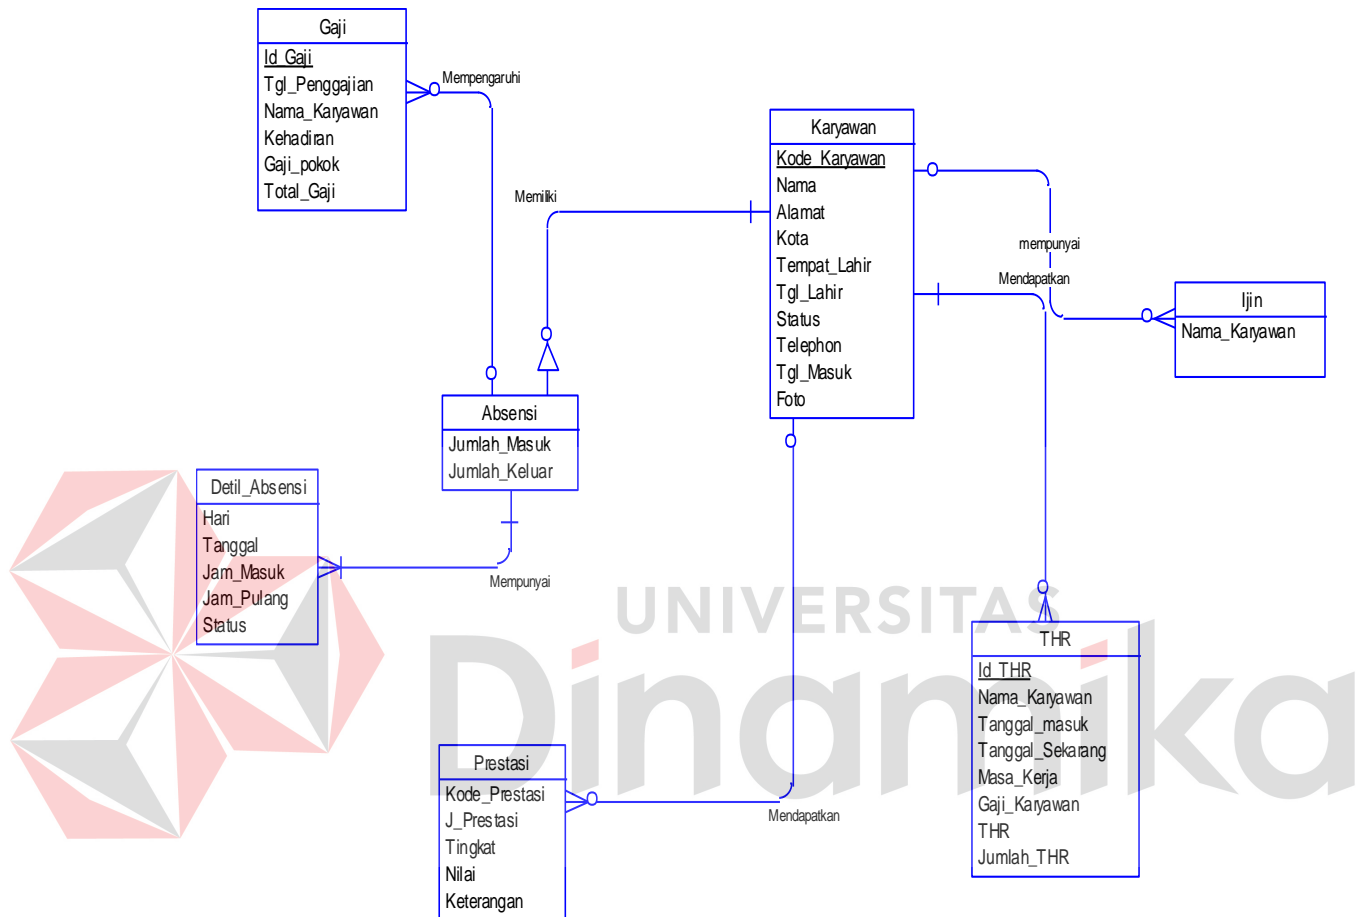 Gaji
Id_Gaji
Tgl_Penggajian
Nama_Karyawan
Kehadiran
Gaji_pokok
Total_Gaji
Mempengaruhi
Memiliki
Karyawan
Kode_Karyawan
Nama
Alamat
Kota
Tempat_Lahir
Tgl_Lahir
Status
Telephon
Tgl_Masuk
Foto
mempunyai
Mendapatkan
Ijin
Nama_Karyawan
Absensi
Jumlah_Masuk
Jumlah_Keluar
Detil_Absensi
Hari
Tanggal
Jam_Masuk
Jam_Pulang
Status
Mempunyai
UNIVERSITAS
Dinamika
THR
Id_THR
Nama_Karyawan
Tanggal_masuk
Tanggal_Sekarang
Masa_Kerja
Gaji_Karyawan
THR
Jumlah_THR
Prestasi
Kode_Prestasi
J_Prestasi
Tingkat
Nilai
Keterangan
Mendapatkan